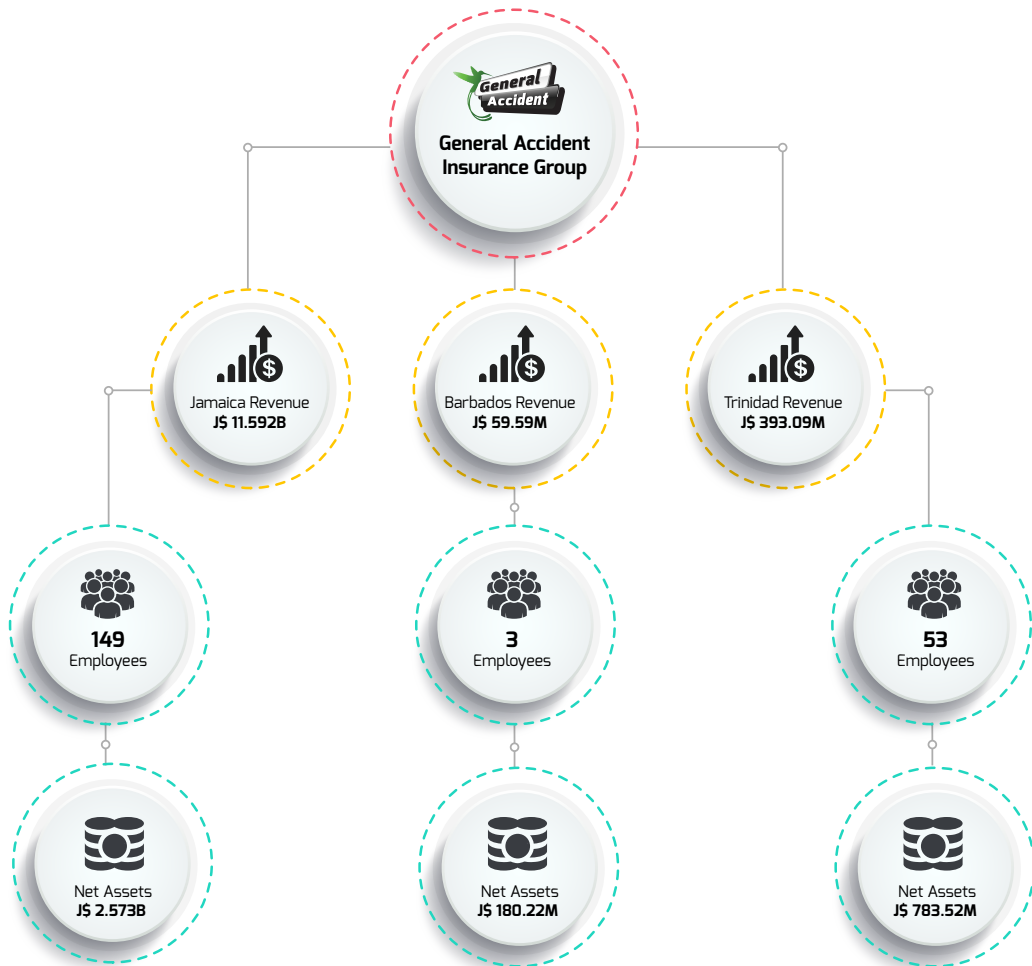 General
Accident
General Accident
Insurance Group
$
Jamaica Revenue
J$ 11.592B
$
Barbados Revenue
J$ 59.59M
$
Trinidad Revenue
J$ 393.09M
149
Employees
3
Employees
53
Employees
Net Assets
J$ 2.573B
Net Assets
J$ 180.22M
Net Assets
J$ 783.52M